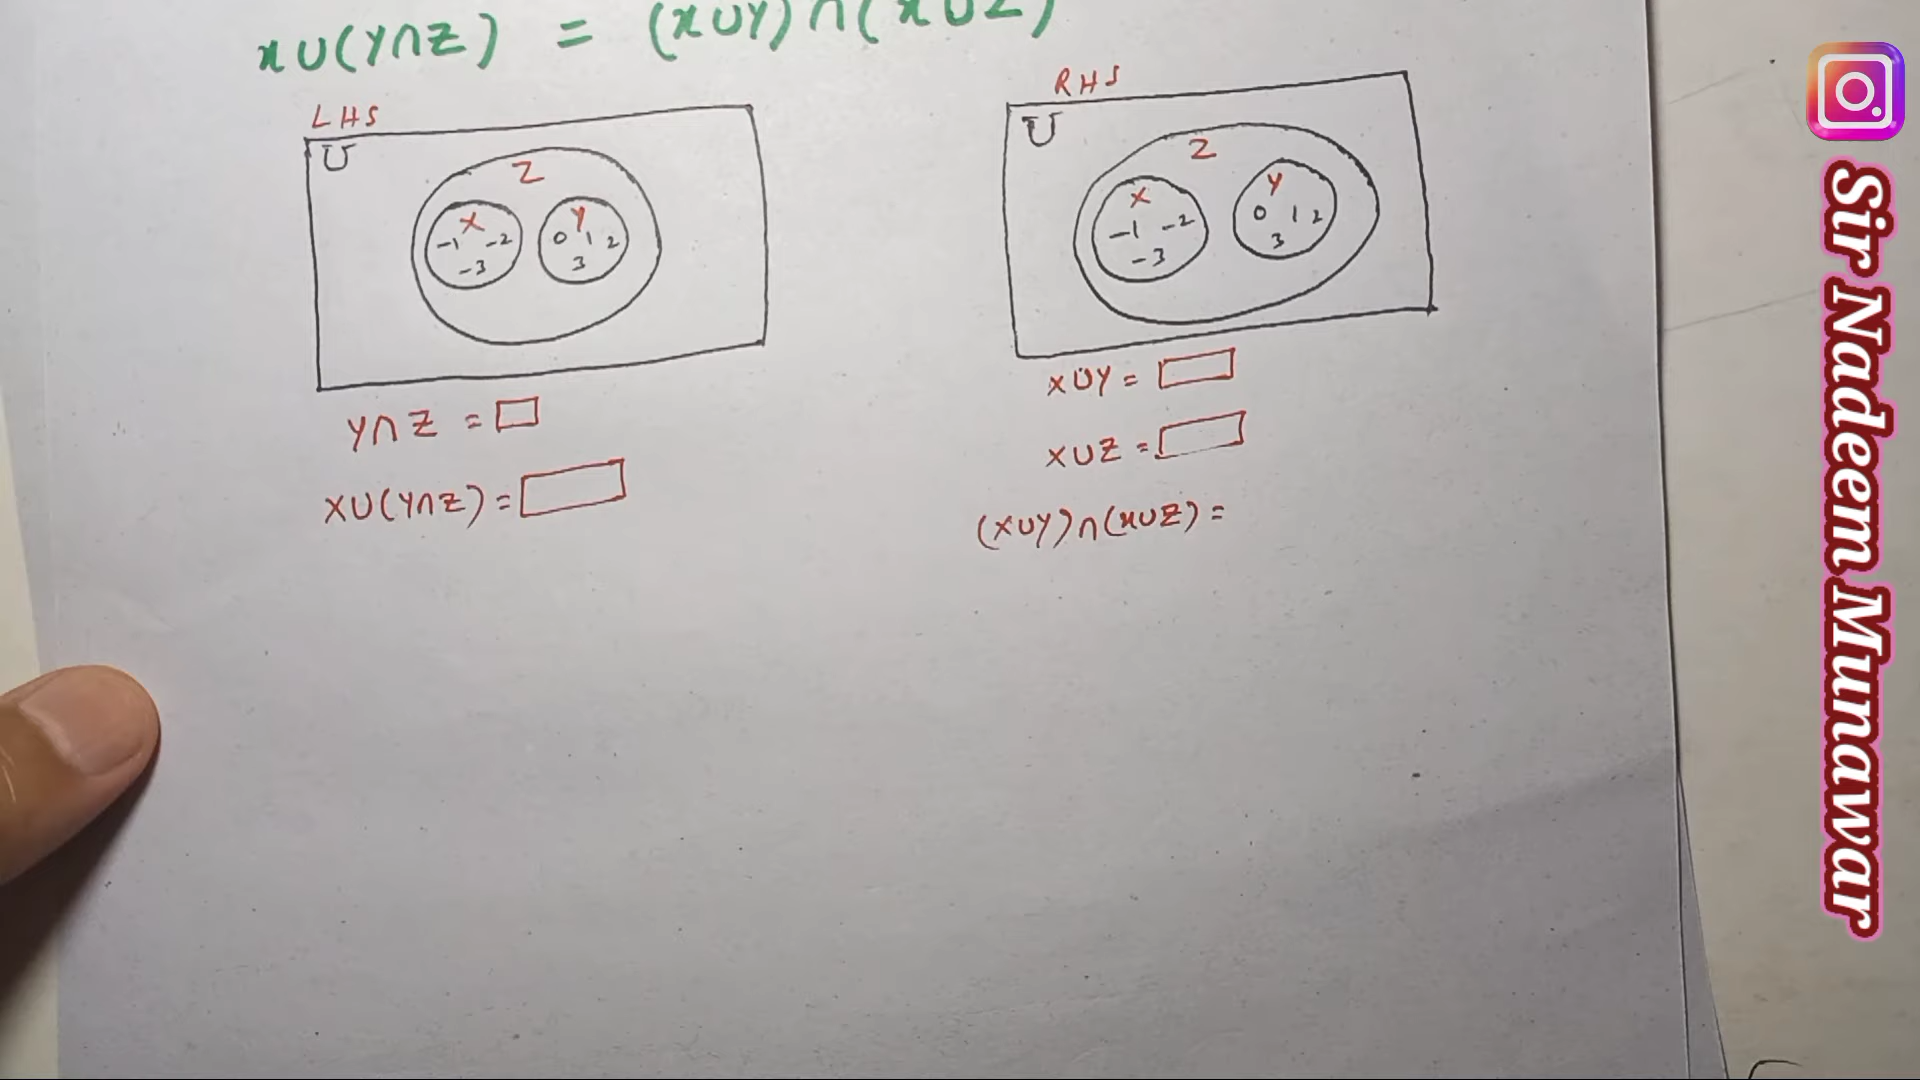 x∪(Y∩Z) = (x∪Y)∩(x∪Z)
LHS
U
Z
X
Y
-1 -2
-3
0 1 2
3
Y∩Z =
X∪(Y∩Z) =
RHS
U
Z
X
Y
-1 -2
-3
0 1 2
3
X∪Y =
X∪Z =
(X∪Y)∩(X∪Z) =
Sir Nadeem Munawar